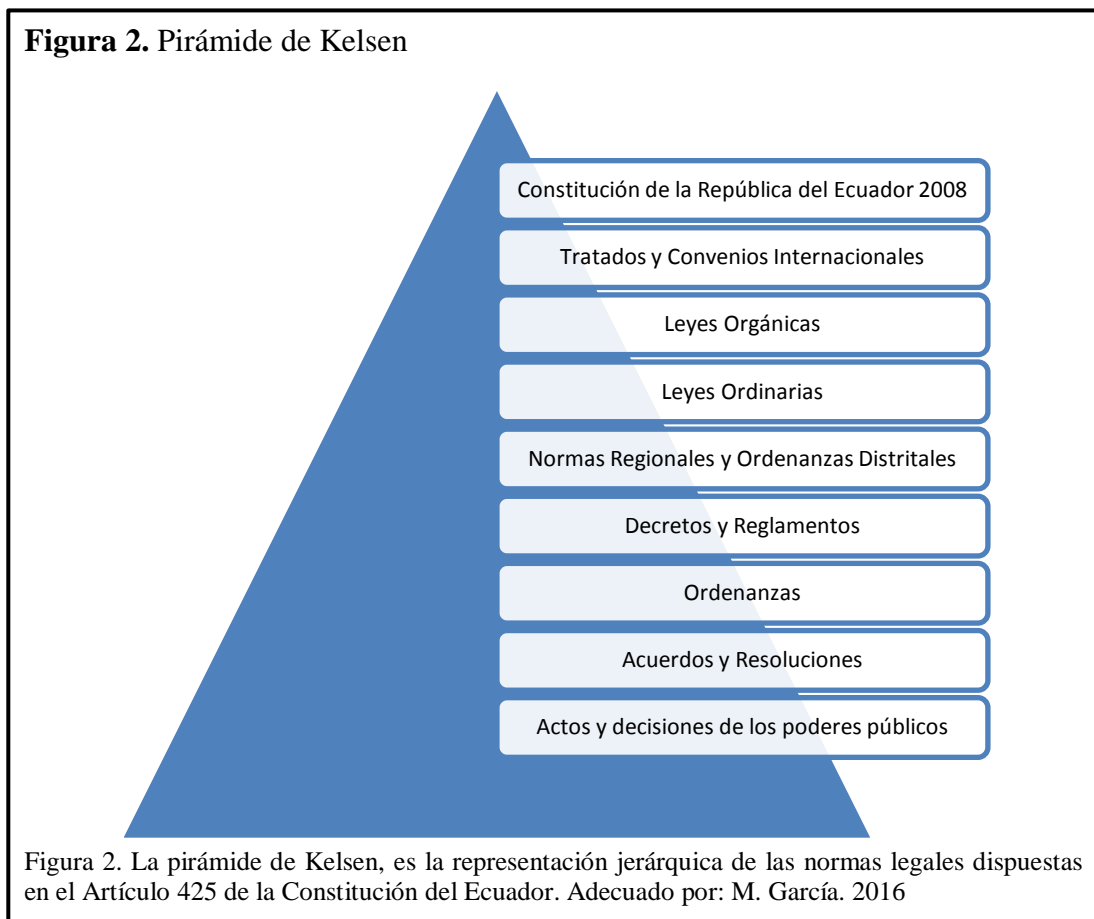 Figura 2. Pirámide de Kelsen
Constitución de la República del Ecuador 2008
Tratados y Convenios Internacionales
Leyes Orgánicas
Leyes Ordinarias
Normas Regionales y Ordenanzas Distritales
Decretos y Reglamentos
Ordenanzas
Acuerdos y Resoluciones
Actos y decisiones de los poderes públicos
Figura 2. La pirámide de Kelsen, es la representación jerárquica de las normas legales dispuestas
en el Artículo 425 de la Constitución del Ecuador. Adecuado por: M. García. 2016